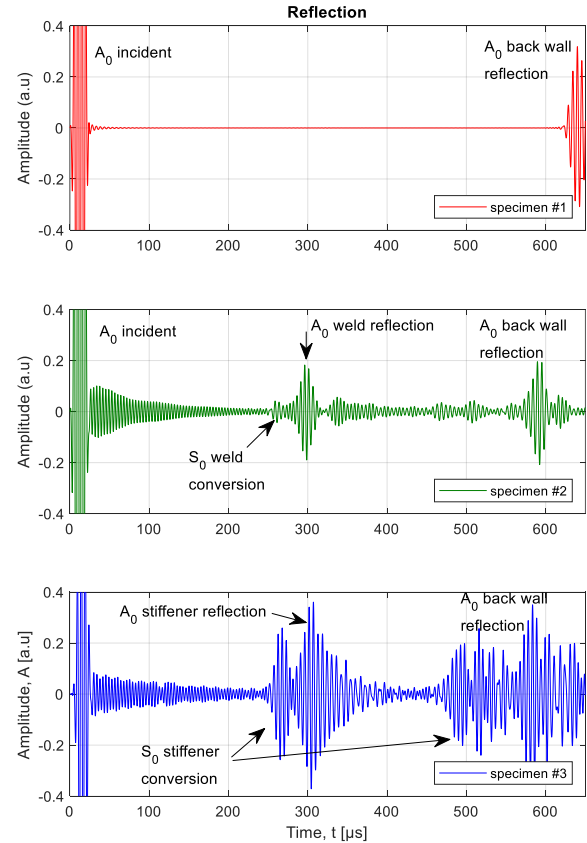 Reflection
0.4
0.2
0
-0.2
-0.4
Amplitude (a.u)
A0 incident
A0 back wall
reflection
specimen #1
0 100 200 300 400 500 600
0.4
0.2
0
-0.2
-0.4
Amplitude (a.u)
A0 incident
A0 weld reflection
A0 back wall
reflection
S0 weld
conversion
specimen #2
0 100 200 300 400 500 600
0.4
0.2
0
-0.2
-0.4
Amplitude, A [a.u]
A0 back wall
reflection
A0 stiffener reflection
S0 stiffener
conversion
specimen #3
0 100 200 300 400 500 600
Time, t [µs]